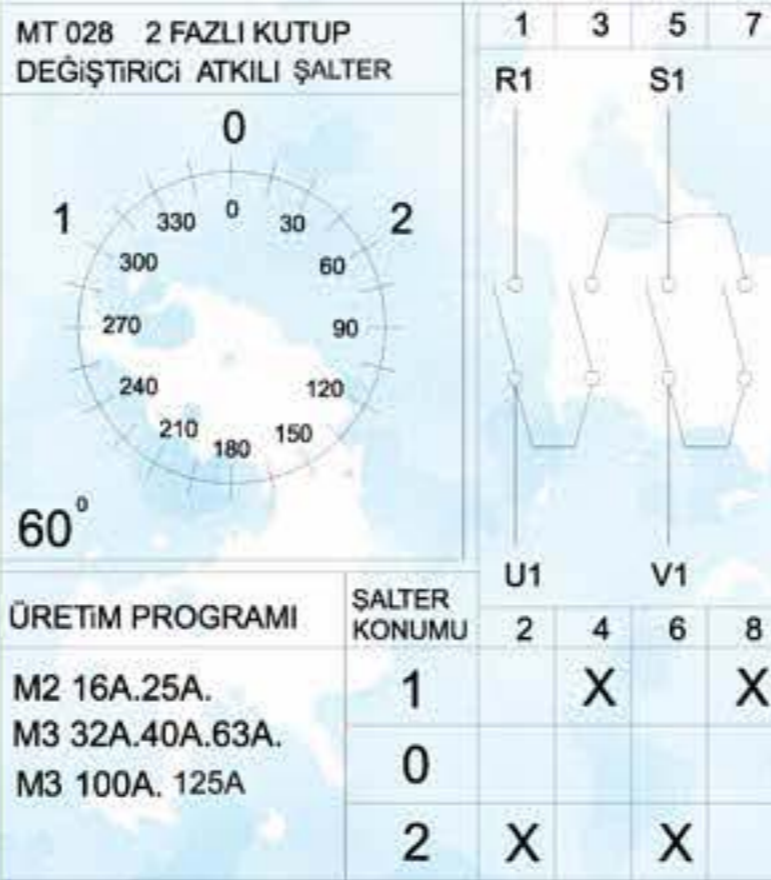 MT 028 2 FAZLI KUTUP
DEĞİŞTİRİCİ ATKILI ŞALTER
0
1
2
0
30
60
90
120
150
180
210
240
270
300
330
60⁰
1 3 5 7
R1 S1
U1 V1
2 4 6 8
ÜRETİM PROGRAMI
M2 16A.25A.
M3 32A.40A.63A.
M3 100A. 125A
ŞALTER
KONUMU
1 X X
0
2 X X